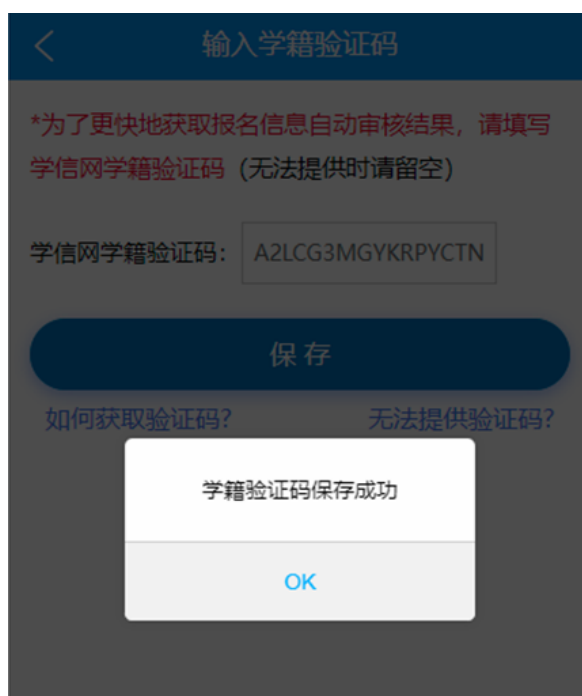 输入学籍验证码
*为了更快地获取报名信息自动审核结果，请填写
学信网学籍验证码（无法提供时请留空）
学信网学籍验证码： A2LCG3MGYKRPYCTN
保 存
如何获取验证码? 无法提供验证码?
学籍验证码保存成功
OK